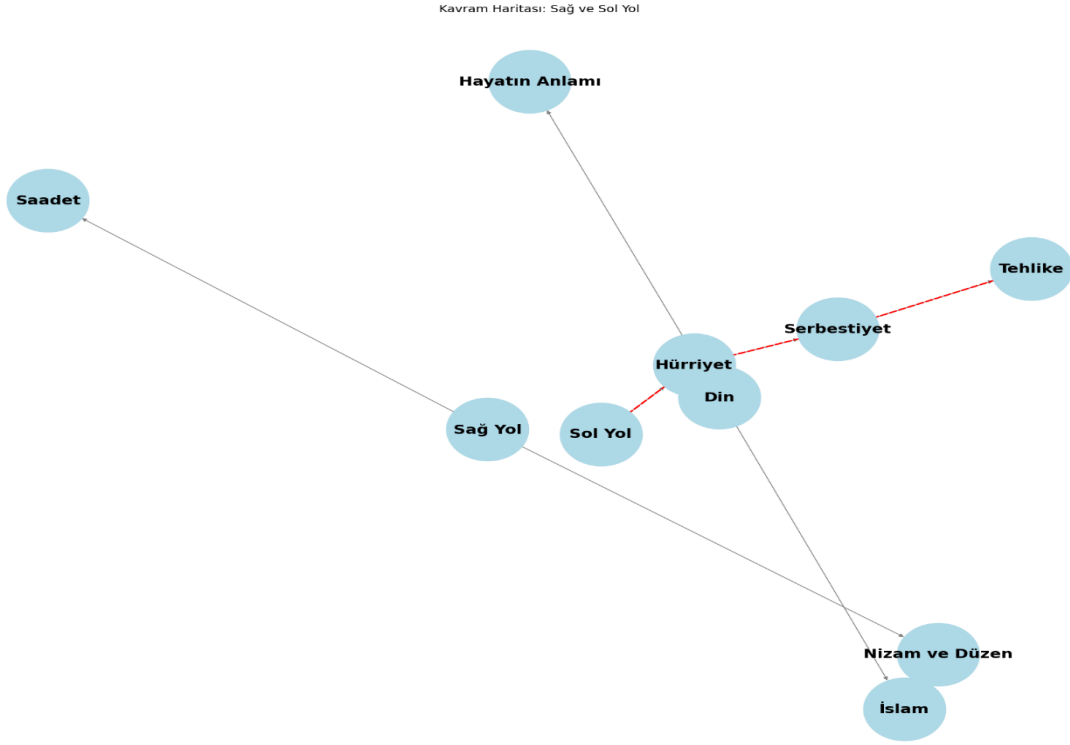 Kavram Haritası: Sağ ve Sol Yol
Hayatın Anlamı
Saadet
Tehlike
Serbestiyet
Hürriyet
Din
Sağ Yol
Sol Yol
Nizam ve Düzen
İslam